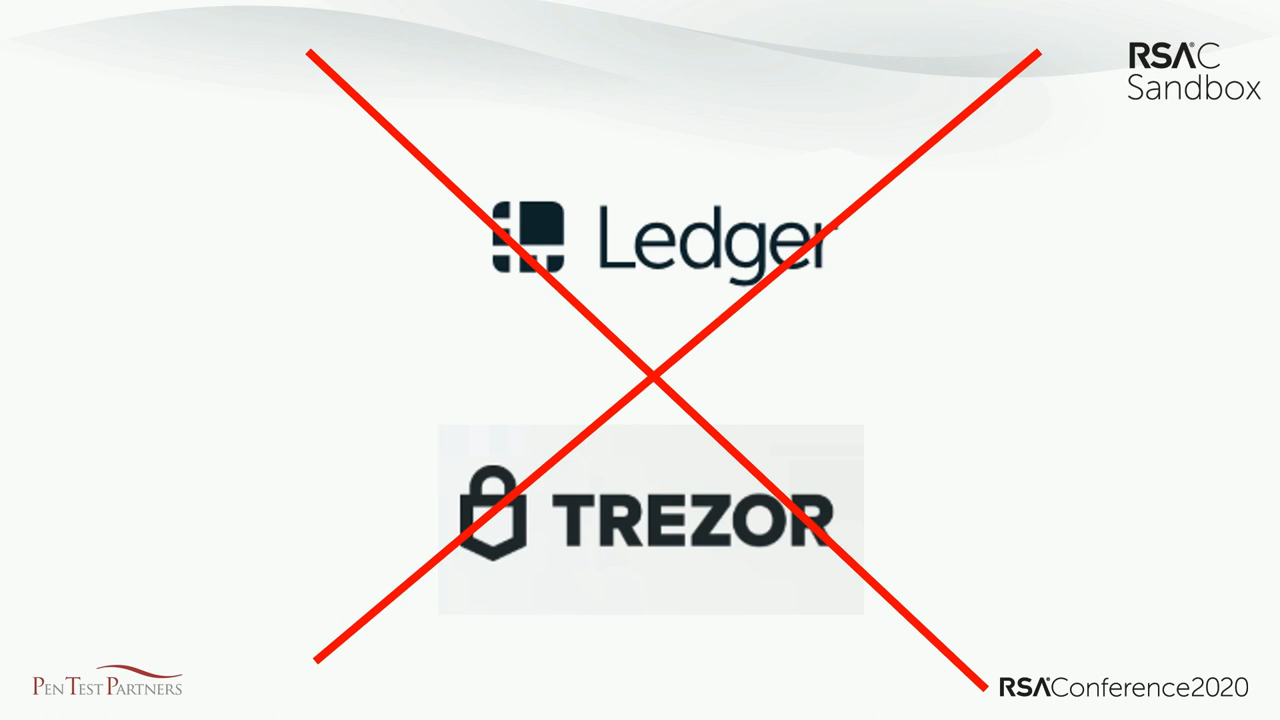 RSAC
Sandbox
Ledger
TREZOR
PEN TEST PARTNERS
RSAConference2020